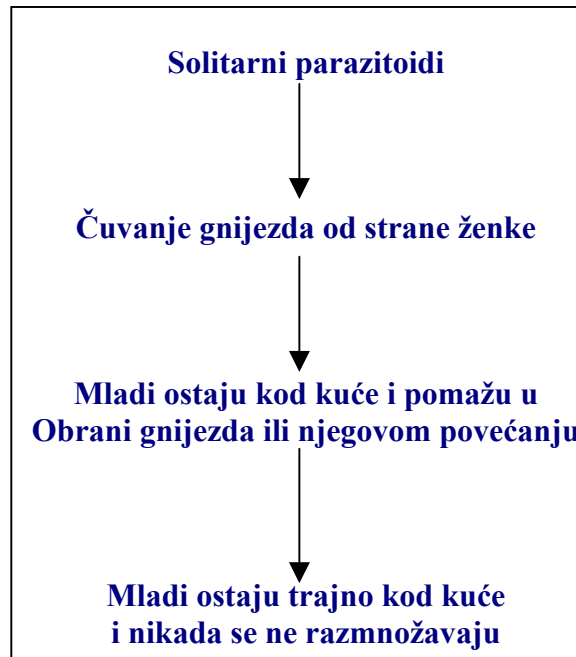 Solitarni parazitoidi
Čuvanje gnijezda od strane ženke
Mladi ostaju kod kuće i pomažu u
Obrani gnijezda ili njegovom povećanju
Mladi ostaju trajno kod kuće
i nikada se ne razmnožavaju